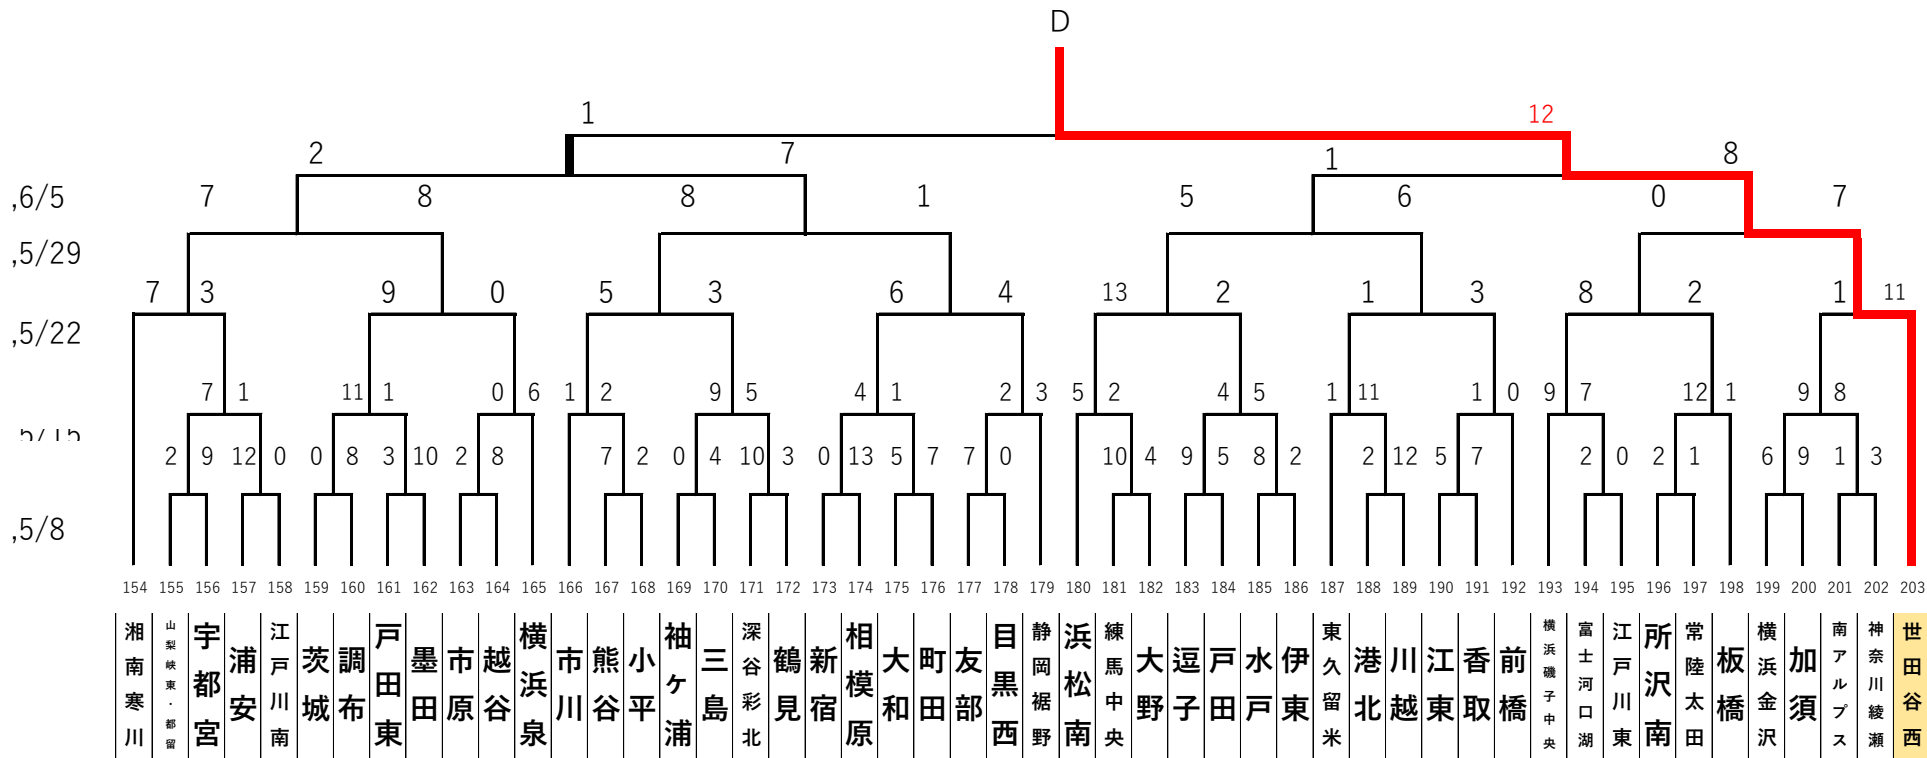 D
1 12
2 7 1 8
,6/5 7 8 8 1 5 6 0 7
,5/29
7 3 9 0 5 3 6 4 13 2 1 3 8 2 1 11
,5/22
7 1 11 1 0 6 1 2 9 5 4 1 2 3 5 2 4 5 1 11 1 0 9 7 12 1 9 8
2 9 12 0 0 8 3 10 2 8 7 2 0 4 10 3 0 13 5 7 7 0 10 4 9 5 8 2 2 12 5 7 2 0 2 1 6 9 1 3
,5/8
154 155 156 157 158 159 160 161 162 163 164 165 166 167 168 169 170 171 172 173 174 175 176 177 178 179 180 181 182 183 184 185 186 187 188 189 190 191 192 193 194 195 196 197 198 199 200 201 202 203
湘南寒川
山梨峡東・都留
宇都宮
浦安
江戸川南
茨城
調布
戸田東
墨田
市原
越谷
横浜泉
市川
熊谷
小平
袖ヶ浦
三島
深谷彩北
鶴見
新宿
相模原
大和
町田
友部
目黒西
静岡裾野
浜松南
練馬中央
大野
逗子
戸田
水戸
伊東
東久留米
港北
川越
江東
香取
前橋
横浜磯子中央
富士河口湖
江戸川東
所沢南
常陸太田
板橋
横浜金沢
加須
南アルプス
神奈川綾瀬
世田谷西